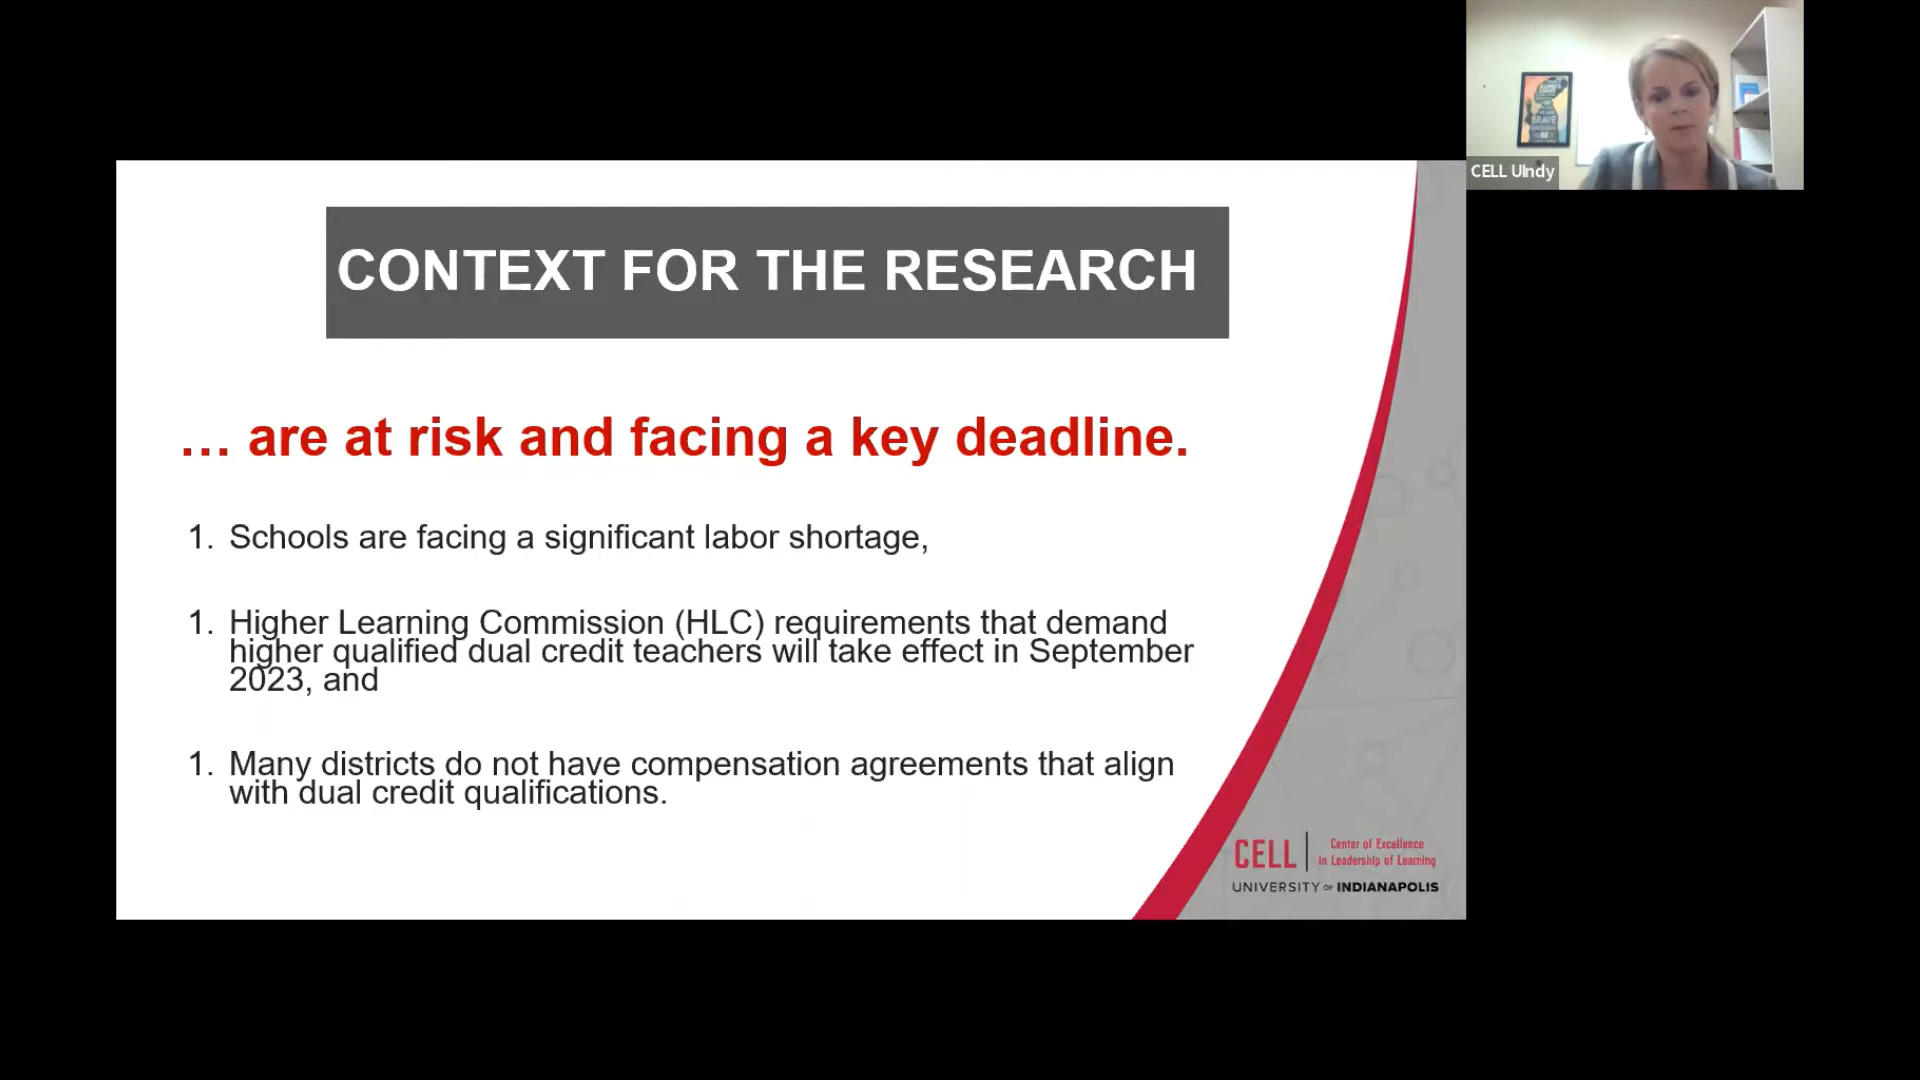 CELL UIndy
BRAVE
CONTEXT FOR THE RESEARCH
... are at risk and facing a key deadline.
1. Schools are facing a significant labor shortage,
1. Higher Learning Commission (HLC) requirements that demand
higher qualified dual credit teachers will take effect in September
2023, and
1. Many districts do not have compensation agreements that align
with dual credit qualifications.
CELL
Center of Excellence
in Leadership of Learning
UNIVERSITY OF INDIANAPOLIS